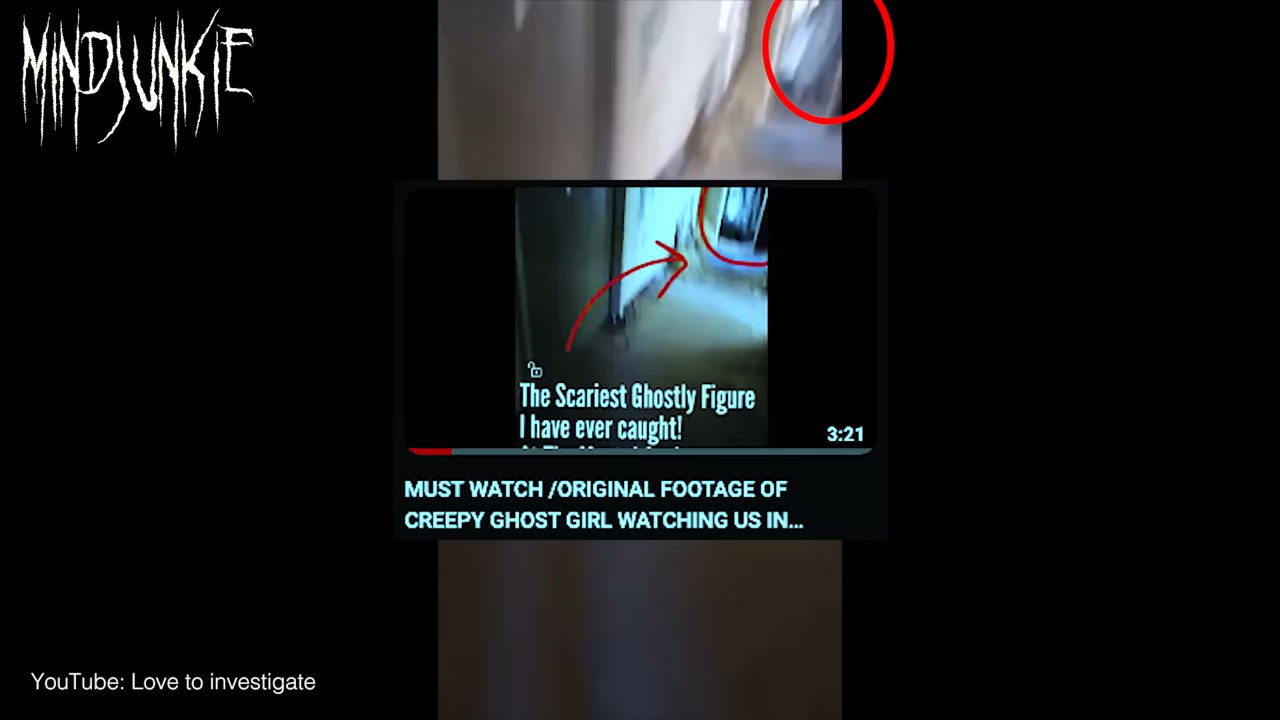 MINDJUNKIE
The Scariest Ghostly Figure
I have ever caught!
3:21
MUST WATCH /ORIGINAL FOOTAGE OF
CREEPY GHOST GIRL WATCHING US IN...
YouTube: Love to investigate